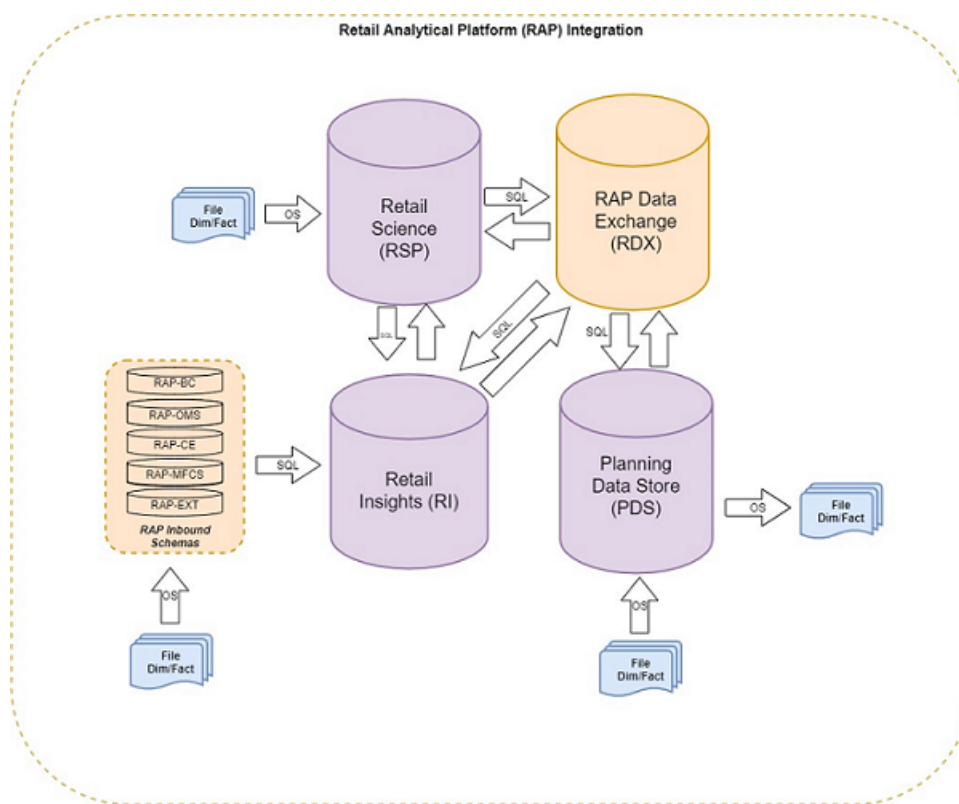 Retail Analytical Platform (RAP) Integration
Retail
Science
(RSP)
SQL
RAP Data
Exchange
(RDX)
File
Dim/Fact
OS
SQL
SQL
SQL
RAP-BC
RAP-OMS
RAP-CE
RAP-MFCS
RAP-EXT
RAP Inbound
Schemas
SQL
Retail
Insights (RI)
Planning
Data Store
(PDS)
OS
File
Dim/Fact
OS
File
Dim/Fact
OS
File
Dim/Fact